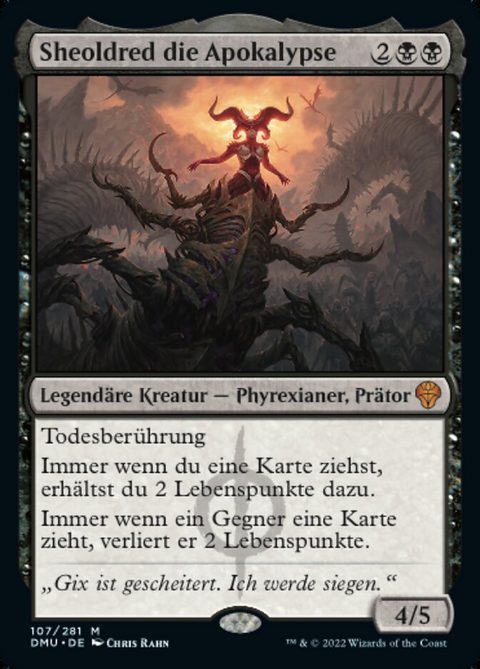 Sheoldred die Apokalypse 2
Legendäre Kreatur — Phyrexianer, Prätor
Todesberührung
Immer wenn du eine Karte ziehst,
erhältst du 2 Lebenspunkte dazu.
Immer wenn ein Gegner eine Karte
zieht, verliert er 2 Lebenspunkte.
„Gix ist gescheitert. Ich werde siegen.“
4/5
107/281 M
DMU • DE Chris Rahn
™ & © 2022 Wizards of the Coast